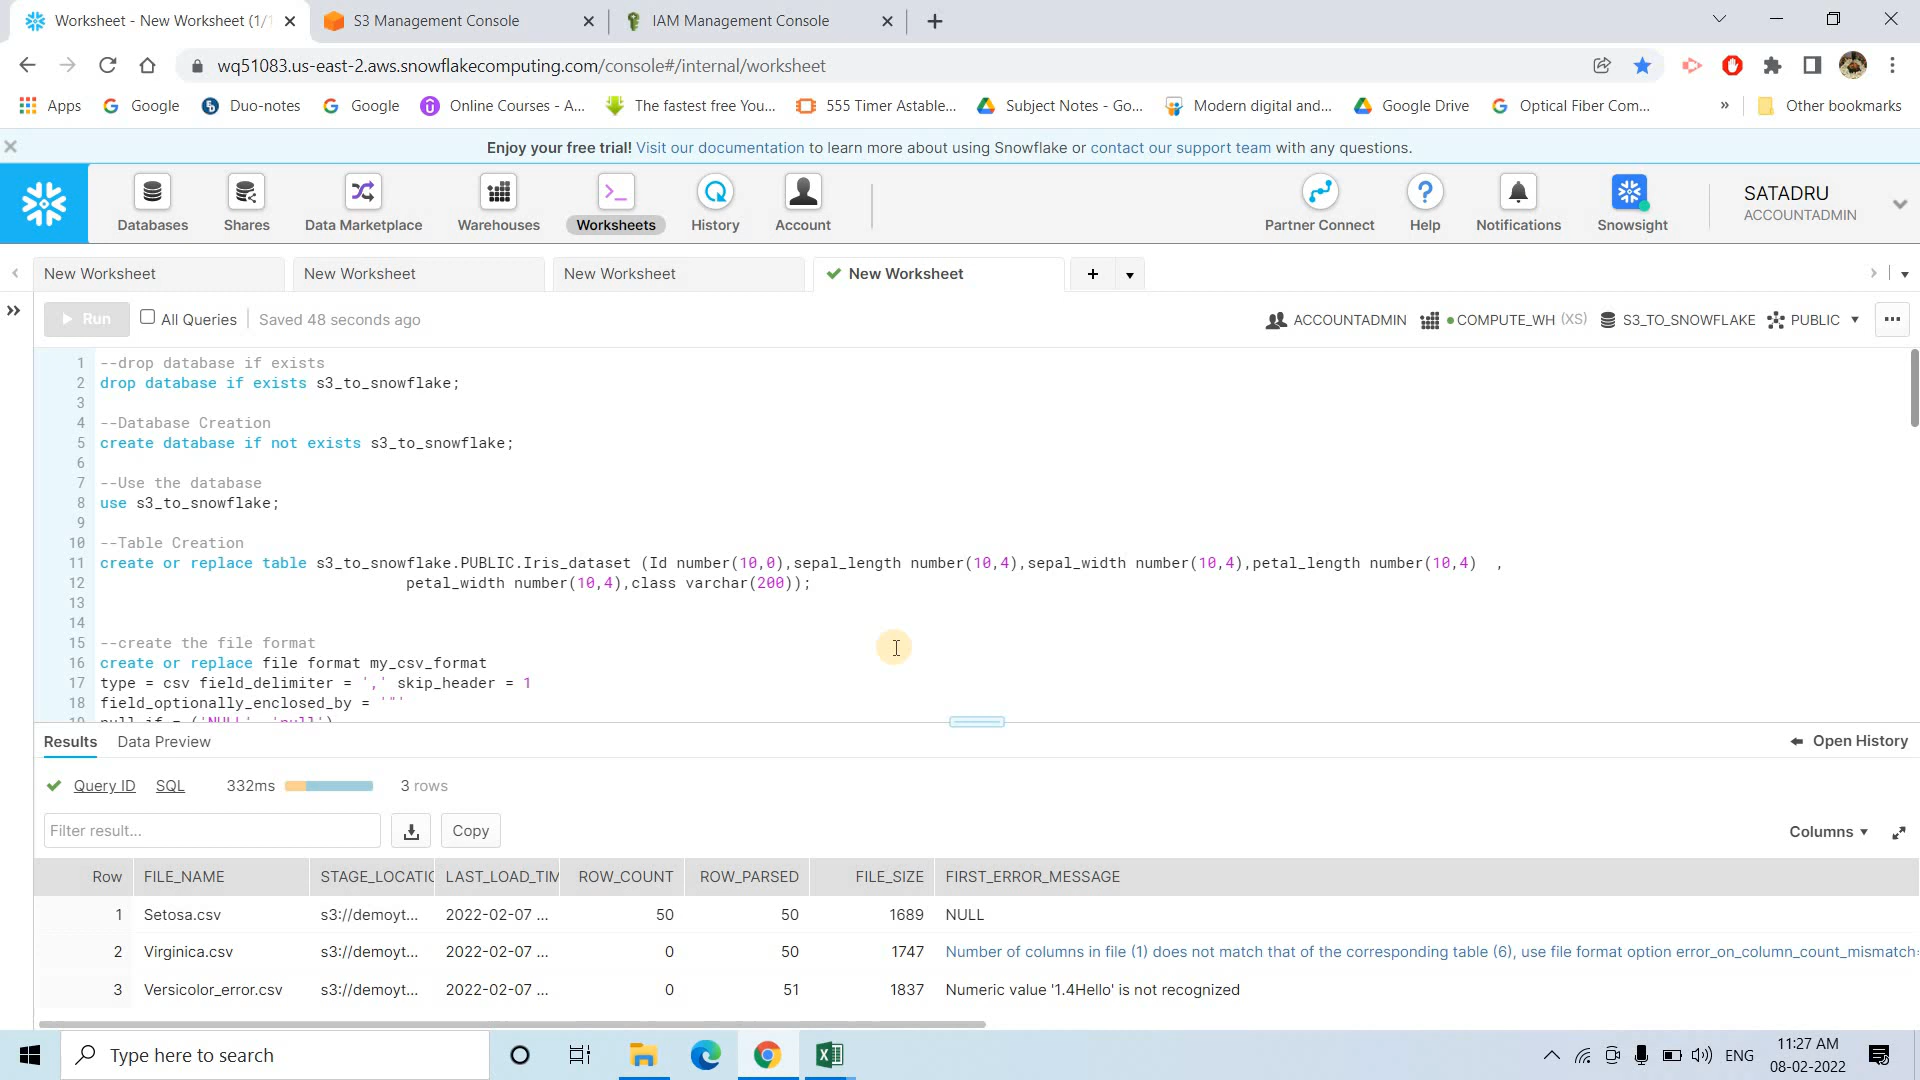 Worksheet - New Worksheet (1/1
S3 Management Console
IAM Management Console
wq51083.us-east-2.aws.snowflakecomputing.com/console#/internal/worksheet
Apps
Google
Duo-notes
Google
Online Courses - A...
The fastest free You...
555 Timer Astable...
Subject Notes - Go...
Modern digital and...
Google Drive
Optical Fiber Com...
»
Other bookmarks
Enjoy your free trial! Visit our documentation to learn more about using Snowflake or contact our support team with any questions.
Databases
Shares
Data Marketplace
Warehouses
Worksheets
History
Account
Partner Connect
Help
Notifications
Snowsight
SATADRU
ACCOUNTADMIN
New Worksheet
New Worksheet
New Worksheet
New Worksheet
Run
All Queries
Saved 48 seconds ago
ACCOUNTADMIN
COMPUTE_WH (XS)
S3_TO_SNOWFLAKE
PUBLIC
1 --drop database if exists
2 drop database if exists s3_to_snowflake;
3
4 --Database Creation
5 create database if not exists s3_to_snowflake;
6
7 --Use the database
8 use s3_to_snowflake;
9
10 --Table Creation
11 create or replace table s3_to_snowflake.PUBLIC.Iris_dataset (Id number(10,0),sepal_length number(10,4),sepal_width number(10,4),petal_length number(10,4) ,
12 petal_width number(10,4),class varchar(200));
13
14
15 --create the file format
16 create or replace file format my_csv_format
17 type = csv field_delimiter = ',' skip_header = 1
18 field_optionally_enclosed_by = '"'
19 null_if = ('NULL', 'null')
Results
Data Preview
Open History
Query ID
SQL
332ms
3 rows
Filter result...
Copy
Columns
Row FILE_NAME STAGE_LOCATIO LAST_LOAD_TIM ROW_COUNT ROW_PARSED FILE_SIZE FIRST_ERROR_MESSAGE
1 Setosa.csv s3://demoyt... 2022-02-07 ... 50 50 1689 NULL
2 Virginica.csv s3://demoyt... 2022-02-07 ... 0 50 1747 Number of columns in file (1) does not match that of the corresponding table (6), use file format option error_on_column_count_mismatch=
3 Versicolor_error.csv s3://demoyt... 2022-02-07 ... 0 51 1837 Numeric value '1.4Hello' is not recognized
Type here to search
ENG
11:27 AM
08-02-2022